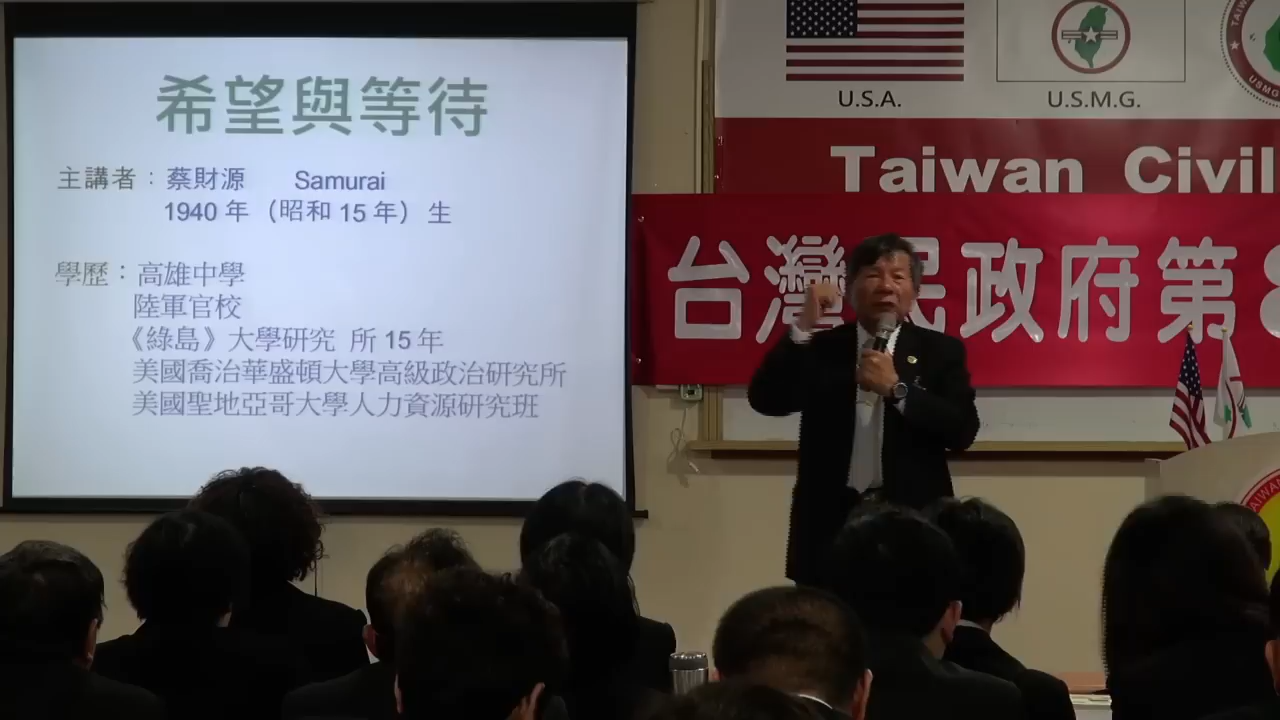 希望與等待
主講者：蔡財源 Samurai
1940 年（昭和 15 年）生
學歷：高雄中學
陸軍官校
《綠島》大學研究 所 15 年
美國喬治華盛頓大學高級政治研究所
美國聖地亞哥大學人力資源研究班
U.S.A.
U.S.M.G.
Taiwan Civil
台灣民政府第8
TAIWAN